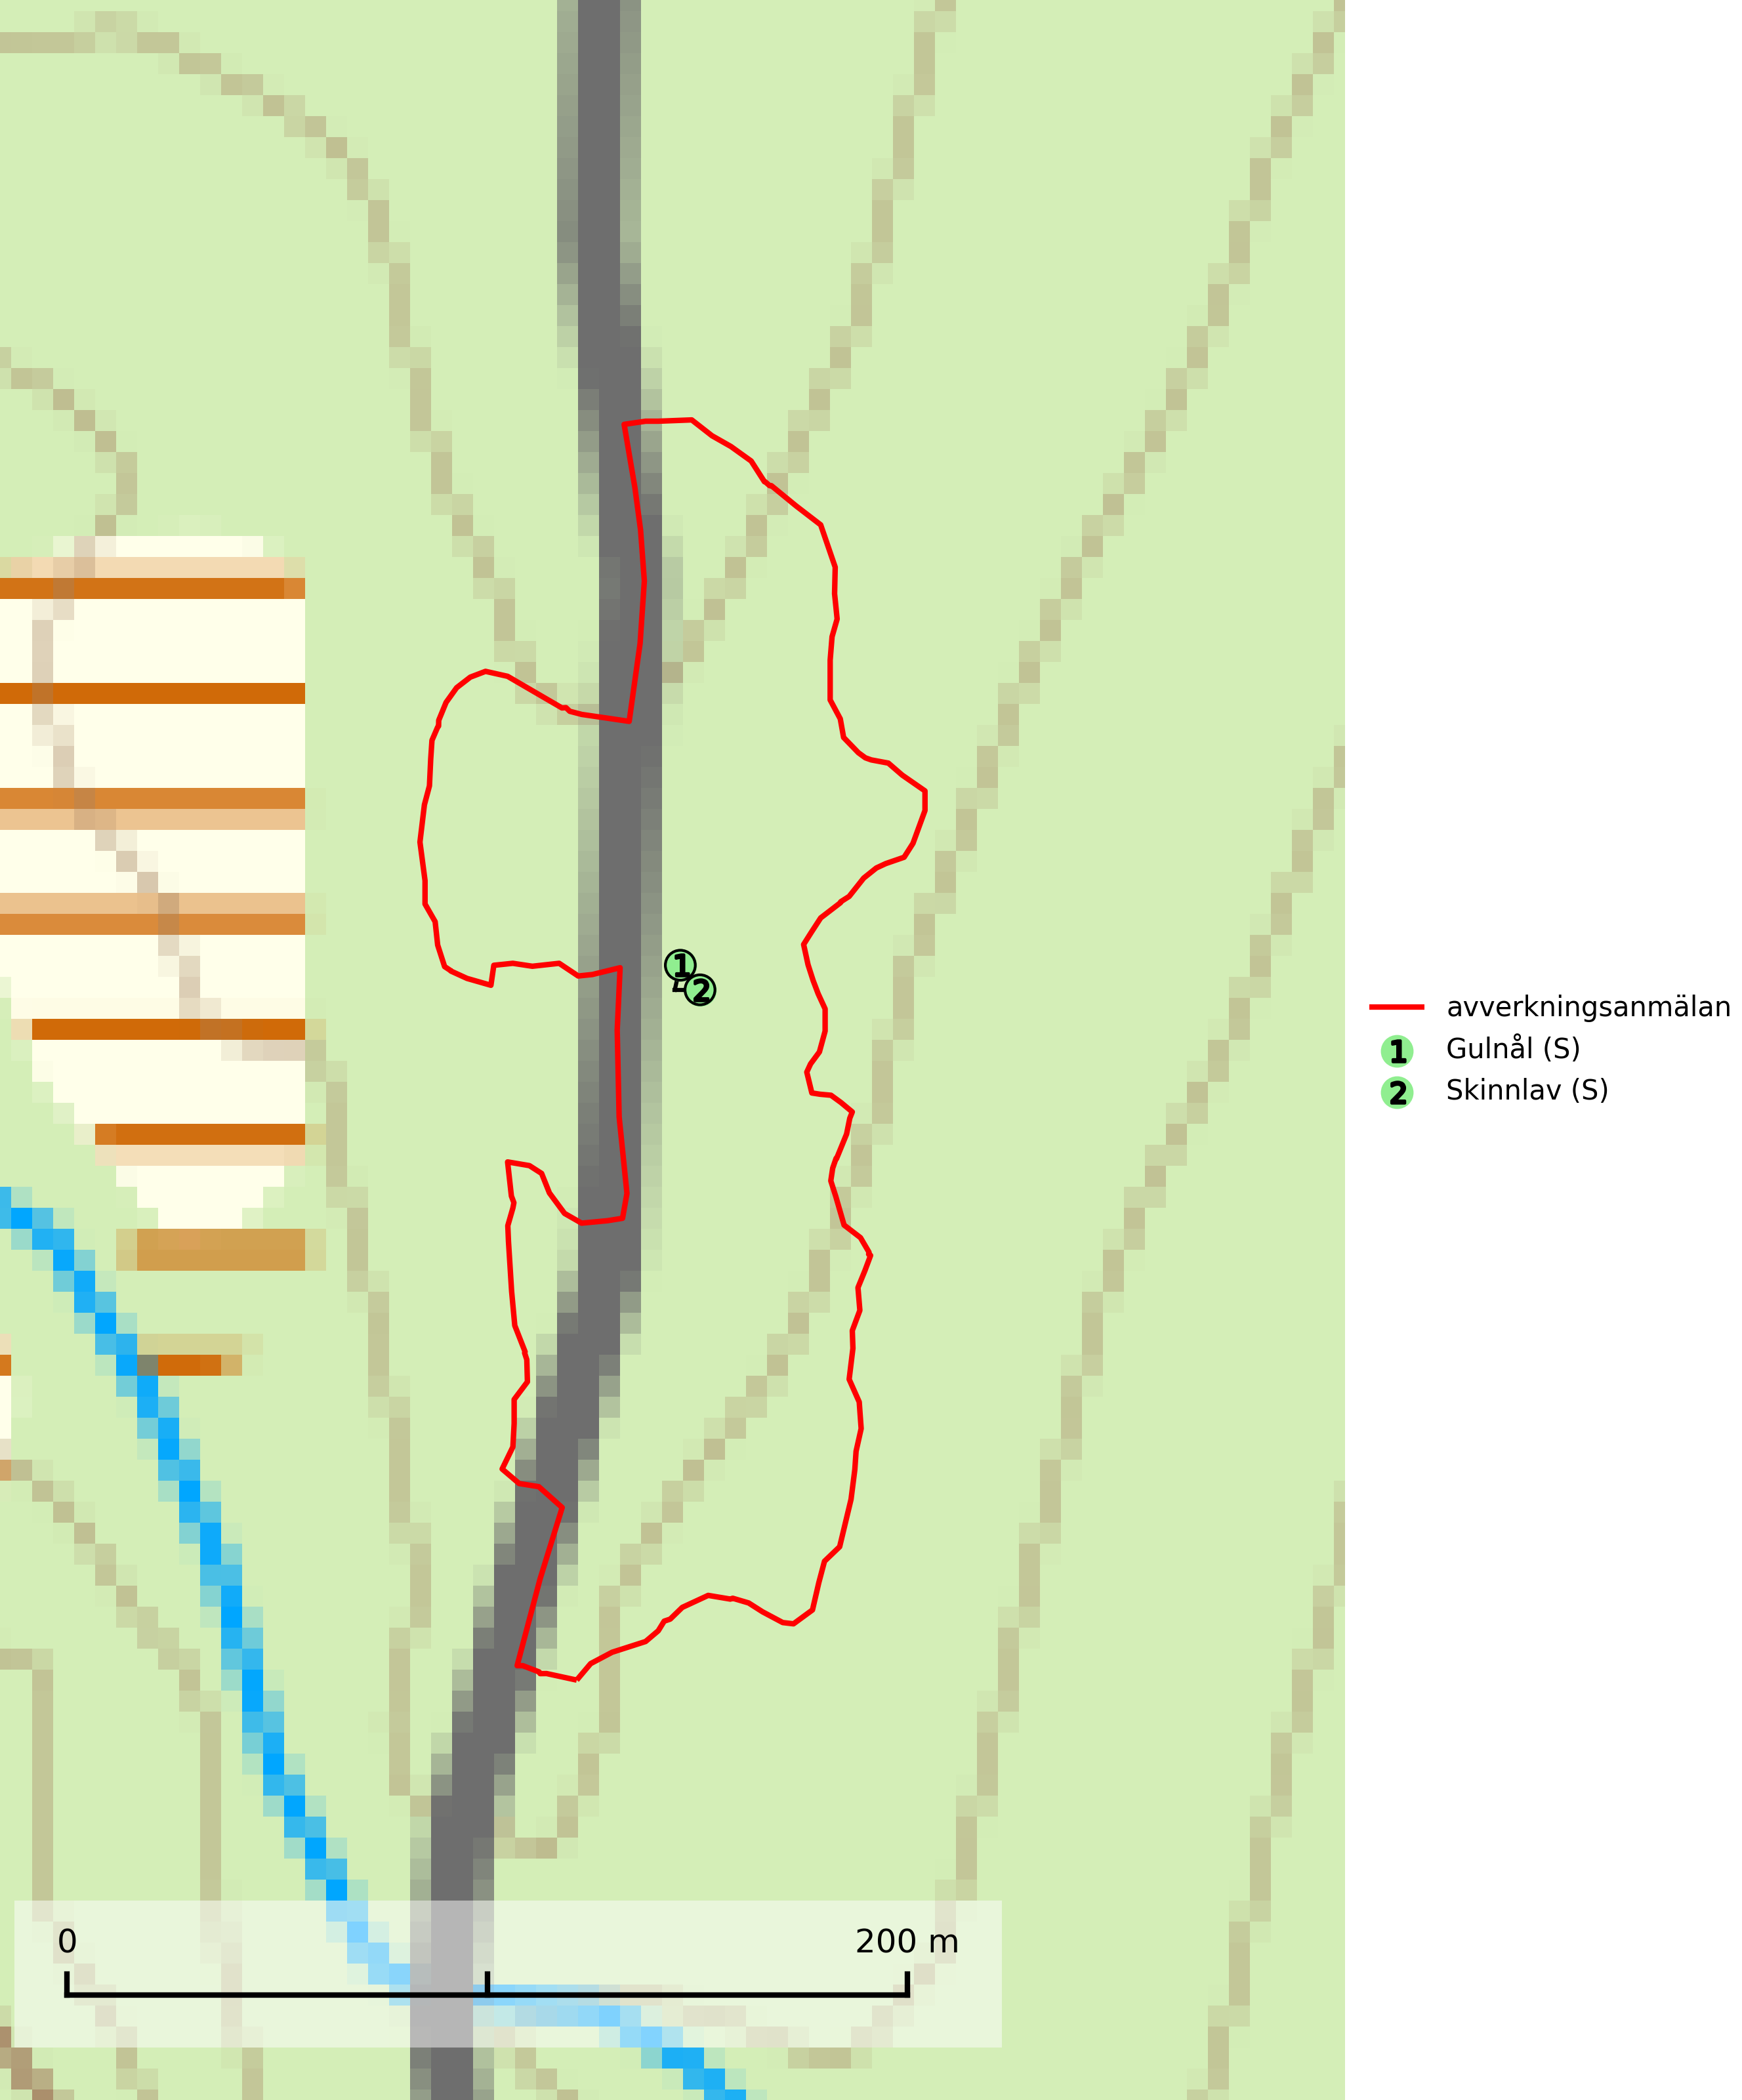 1
2
avverkningsanmälan
1 Gulnål (S)
2 Skinnlav (S)
0 200 m